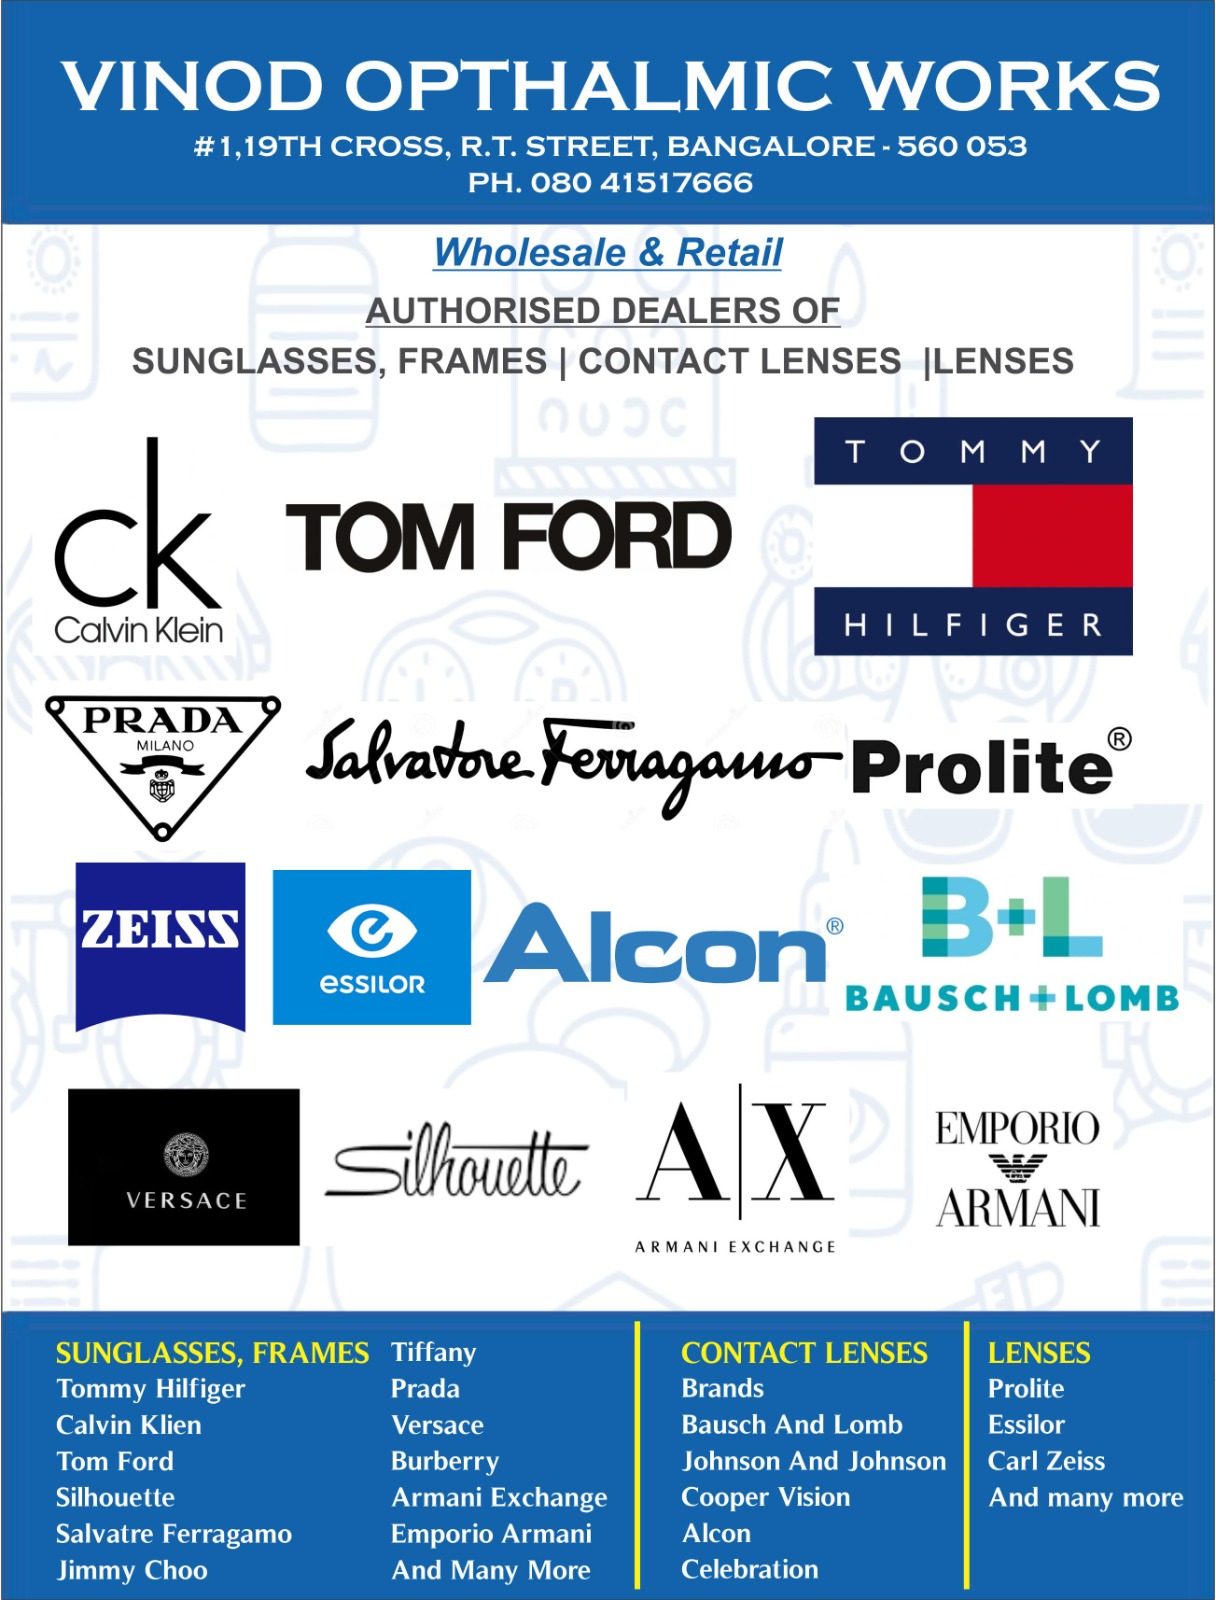 VINOD OPTHALMIC WORKS
#1,19TH CROSS, R.T. STREET, BANGALORE - 560 053
PH. 080 41517666
Wholesale & Retail
AUTHORISED DEALERS OF
SUNGLASSES, FRAMES | CONTACT LENSES |LENSES
ck
Calvin Klein
TOM FORD
TOMMY
HILFIGER
PRADA
MILANO
Salvatore Ferragamo
Prolite®
ZEISS
essilor
Alcon®
B+L
BAUSCH+LOMB
VERSACE
Silhouette
A|X
ARMANI EXCHANGE
EMPORIO
ARMANI
SUNGLASSES, FRAMES
Tommy Hilfiger
Calvin Klien
Tom Ford
Silhouette
Salvatre Ferragamo
Jimmy Choo
Tiffany
Prada
Versace
Burberry
Armani Exchange
Emporio Armani
And Many More
CONTACT LENSES
Brands
Bausch And Lomb
Johnson And Johnson
Cooper Vision
Alcon
Celebration
LENSES
Prolite
Essilor
Carl Zeiss
And many more